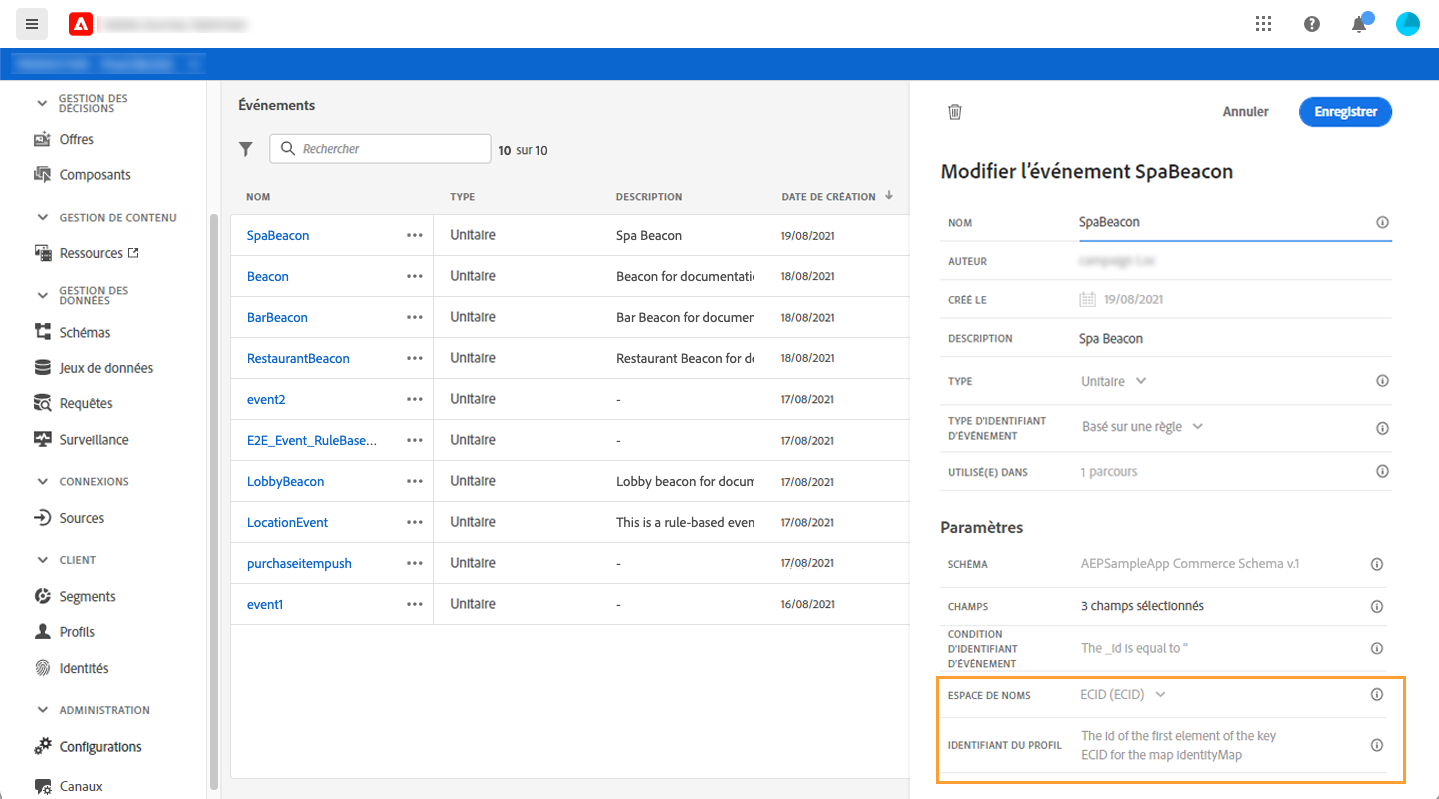 GESTION DES
DÉCISIONS
Offres
Composants
GESTION DE CONTENU
Ressources
GESTION DES
DONNÉES
Schémas
Jeux de données
Requêtes
Surveillance
CONNEXIONS
Sources
CLIENT
Segments
Profils
Identités
ADMINISTRATION
Configurations
Canaux
Événements
Rechercher
10 sur 10
NOM TYPE DESCRIPTION DATE DE CRÉATION
SpaBeacon ••• Unitaire Spa Beacon 19/08/2021
Beacon ••• Unitaire Beacon for documentati 18/08/2021
BarBeacon ••• Unitaire Bar Beacon for documer 18/08/2021
RestaurantBeacon ••• Unitaire Restaurant Beacon for d 18/08/2021
event2 ••• Unitaire - 17/08/2021
E2E_Event_RuleBase... ••• Unitaire - 17/08/2021
LobbyBeacon ••• Unitaire Lobby beacon for docum 17/08/2021
LocationEvent ••• Unitaire This is a rule-based even 17/08/2021
purchaseitempush ••• Unitaire - 17/08/2021
event1 ••• Unitaire - 16/08/2021
Annuler
Enregistrer
Modifier l'événement SpaBeacon
NOM SpaBeacon
AUTEUR
CRÉÉ LE 19/08/2021
DESCRIPTION Spa Beacon
TYPE Unitaire
TYPE D'IDENTIFIANT
D'ÉVÉNEMENT
Basé sur une règle
UTILISÉ(E) DANS 1 parcours
Paramètres
SCHÉMA AEPSampleApp Commerce Schema v.1
CHAMPS 3 champs sélectionnés
CONDITION
D'IDENTIFIANT
D'ÉVÉNEMENT
The _id is equal to ''
ESPACE DE NOMS ECID (ECID)
IDENTIFIANT DU PROFIL
The id of the first element of the key
ECID for the map identityMap